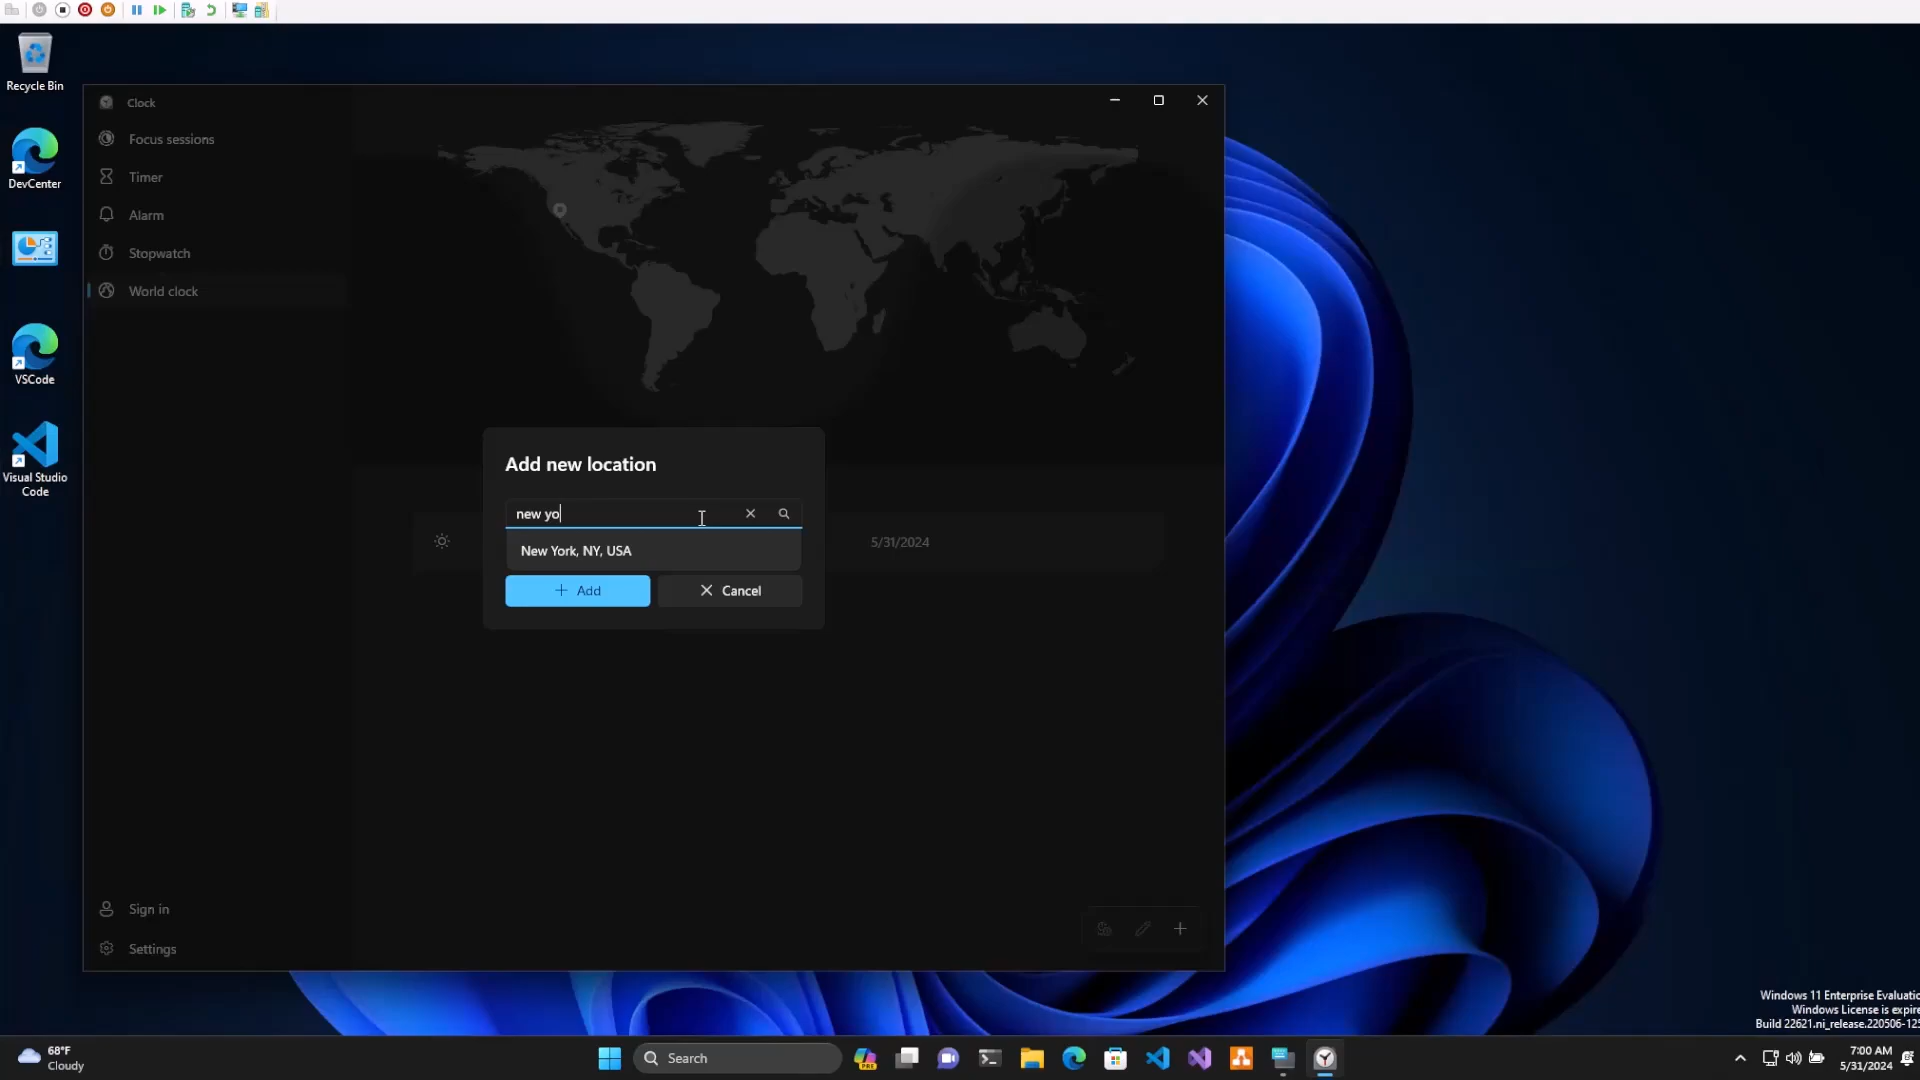 Recycle Bin
DevCenter
VSCode
Visual Studio
Code
Clock
Focus sessions
Timer
Alarm
Stopwatch
World clock
Sign in
Settings
Add new location
new yo
New York, NY, USA
Add
Cancel
5/31/2024
Windows 11 Enterprise Evaluatio
Windows License is expire
Build 22621.ni_release.220506-125
68°F
Cloudy
Search
PRE
7:00 AM
5/31/2024